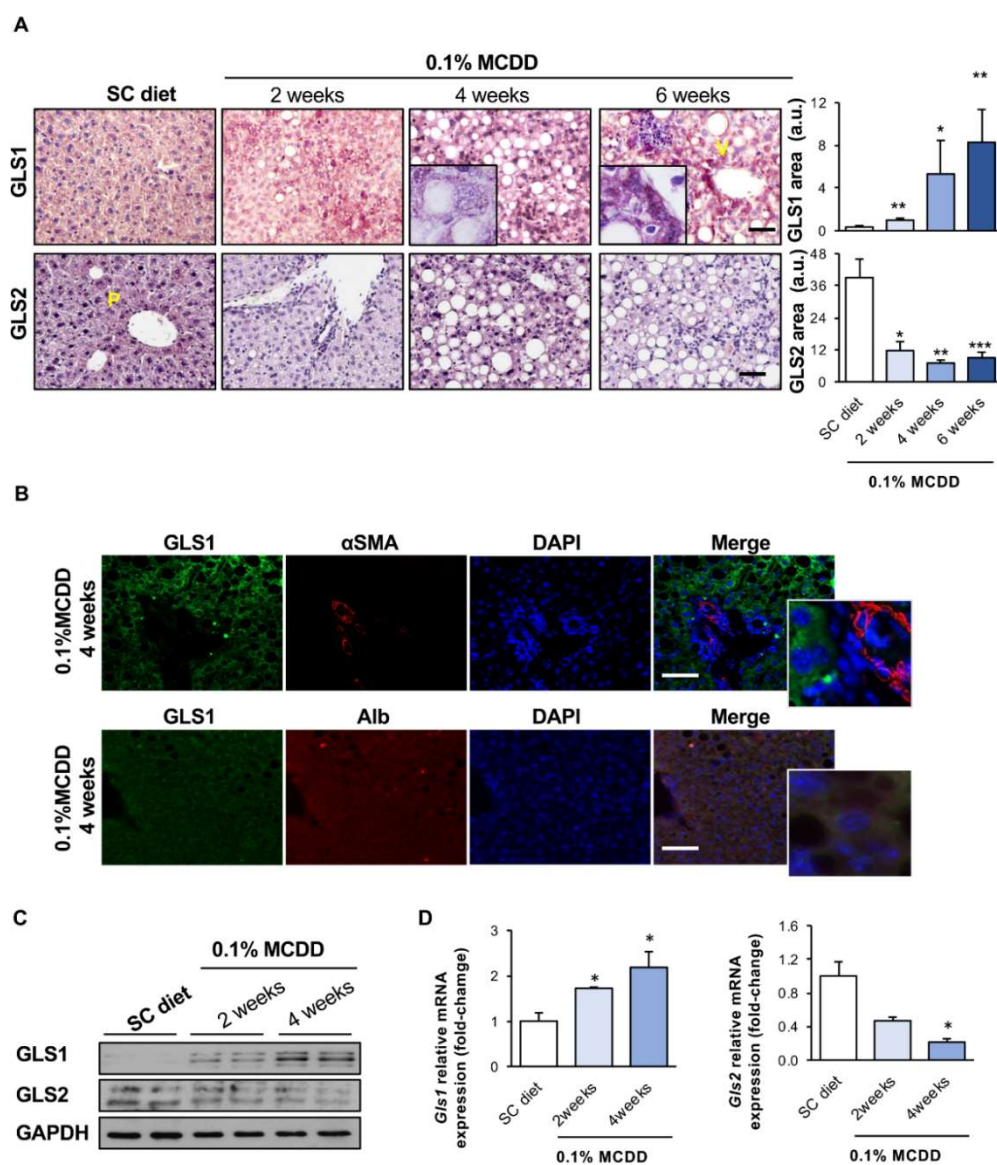 A
0.1% MCDD
SC diet
2 weeks
4 weeks
6 weeks
GLS1
V
GLS2
P
GLS1 area (a.u.)
12
8
4
0
**
*
**
GLS2 area (a.u.)
48
36
24
12
0
*
**
***
SC diet
2 weeks
4 weeks
6 weeks
0.1% MCDD
B
GLS1
αSMA
DAPI
Merge
0.1%MCDD
4 weeks
GLS1
Alb
DAPI
Merge
0.1%MCDD
4 weeks
C
0.1% MCDD
SC diet
2 weeks
4 weeks
GLS1
GLS2
GAPDH
D
Gls1 relative mRNA
expression (fold-change)
3
2
1
0
*
*
SC diet
2weeks
4weeks
0.1% MCDD
Gls2 relative mRNA
expression (fold-change)
1.6
1.2
0.8
0.4
0.0
*
SC diet
2weeks
4weeks
0.1% MCDD